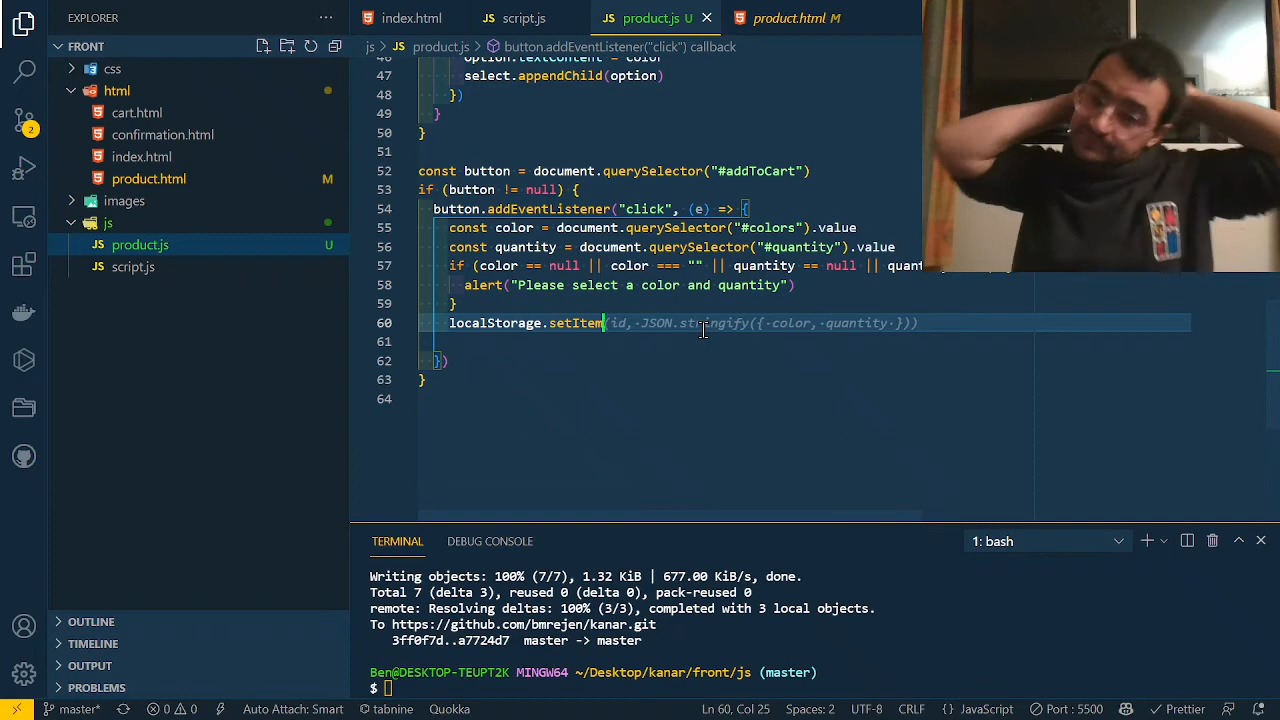 EXPLORER
FRONT
css
html
cart.html
confirmation.html
index.html
product.html M
images
js
product.js U
script.js
OUTLINE
TIMELINE
OUTPUT
PROBLEMS
2
index.html
JS script.js
JS product.js U
product.html M
js > JS product.js > button.addEventListener("click") callback
46 option.textContent = color
47 select.appendChild(option)
48 })
49 }
50 }
51
52 const button = document.querySelector("#addToCart")
53 if (button != null) {
54 button.addEventListener("click", (e) => {
55 const color = document.querySelector("#colors").value
56 const quantity = document.querySelector("#quantity").value
57 if (color == null || color === "" || quantity == null ||
58 alert("Please select a color and quantity")
59 }
60 localStorage.setItem(id, JSON.stringify({ color, quantity }))
61
62 })
63 }
64
TERMINAL
DEBUG CONSOLE
1: bash
Writing objects: 100% (7/7), 1.32 KiB | 677.00 KiB/s, done.
Total 7 (delta 3), reused 0 (delta 0), pack-reused 0
remote: Resolving deltas: 100% (3/3), completed with 3 local objects.
To https://github.com/bmrejen/kanar.git
3ff0f7d..a7724d7 master -> master
Ben@DESKTOP-TEUPT2K MINGW64 ~/Desktop/kanar/front/js (master)
$
master*
0 0
Auto Attach: Smart
tabnine
Quokka
Ln 60, Col 25
Spaces: 2
UTF-8
CRLF
{} JavaScript
Port : 5500
Prettier